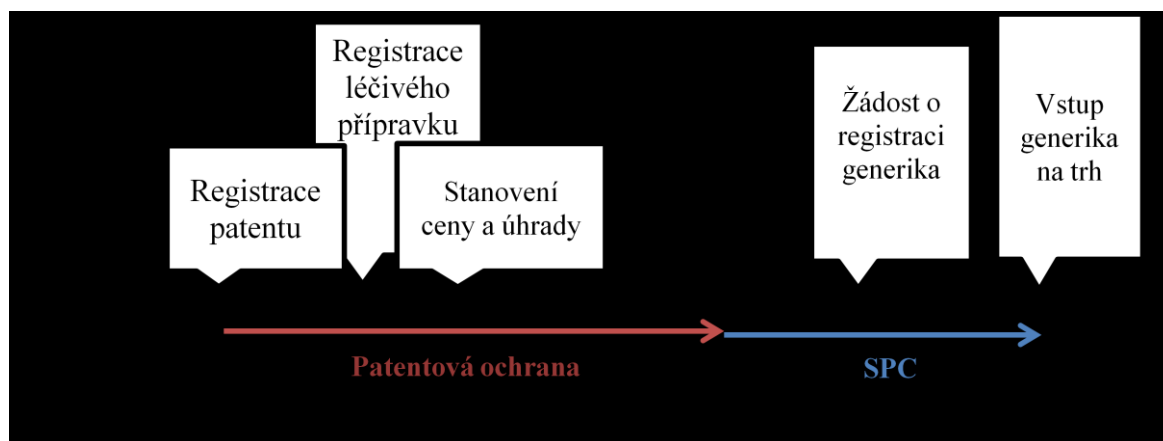 Registrace
léčivého
přípravku
Registrace
patentu
Stanovení
ceny a úhrady
Žádost o
registraci
generika
Vstup
generika
na trh
Patentová ochrana
SPC